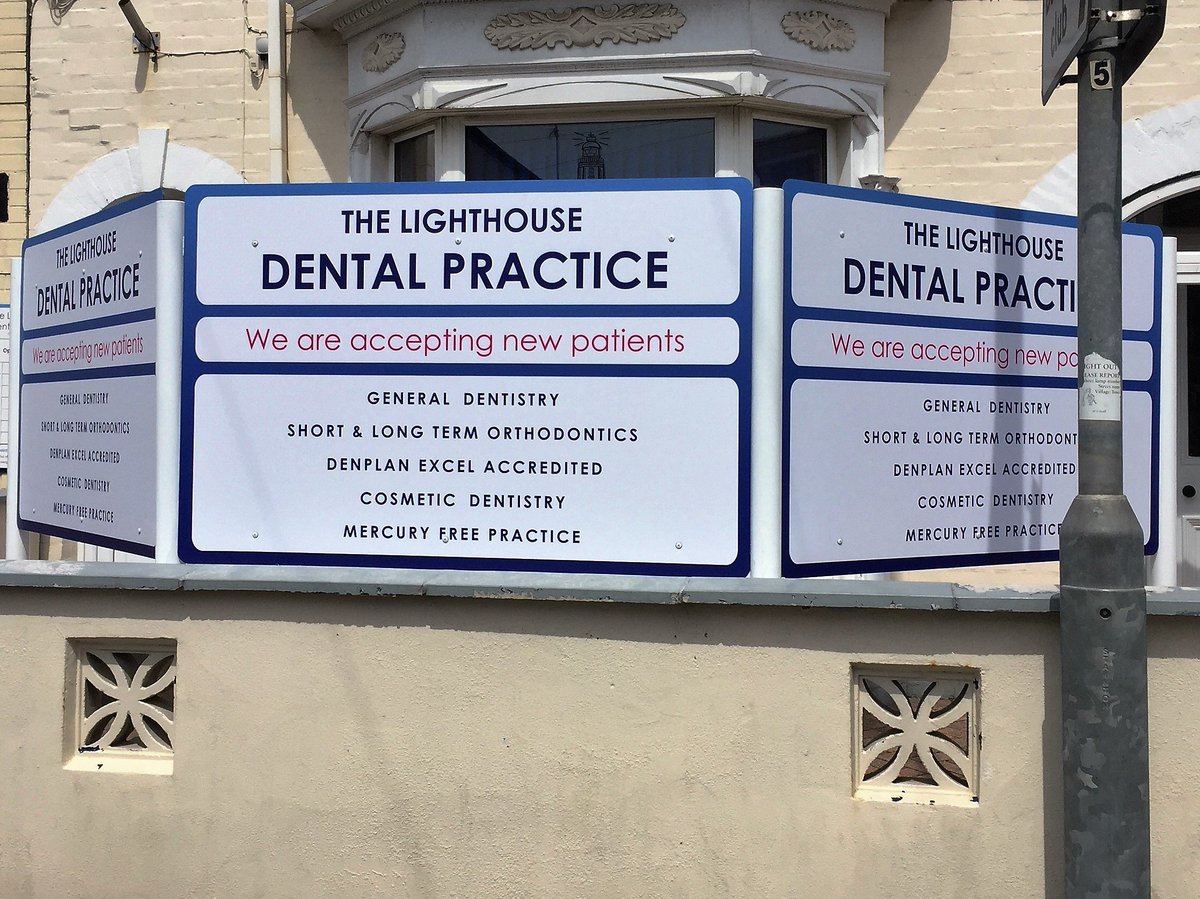 THE LIGHTHOUSE
DENTAL PRACTICE
We are accepting new patients
GENERAL DENTISTRY
SHORT & LONG TERM ORTHODONTICS
DENPLAN EXCEL ACCREDITED
COSMETIC DENTISTRY
MERCURY FREE PRACTICE
THE LIGHTHOUSE
DENTAL PRACTICE
We are accepting new patients
GENERAL DENTISTRY
SHORT & LONG TERM ORTHODONTICS
DENPLAN EXCEL ACCREDITED
COSMETIC DENTISTRY
MERCURY FREE PRACTICE
THE LIGHTHOUSE
DENTAL PRACTI
We are accepting new pa
GENERAL DENTISTRY
SHORT & LONG TERM ORTHODONT
DENPLAN EXCEL ACCREDITED
COSMETIC DENTISTRY
MERCURY FREE PRACTICE
club
5